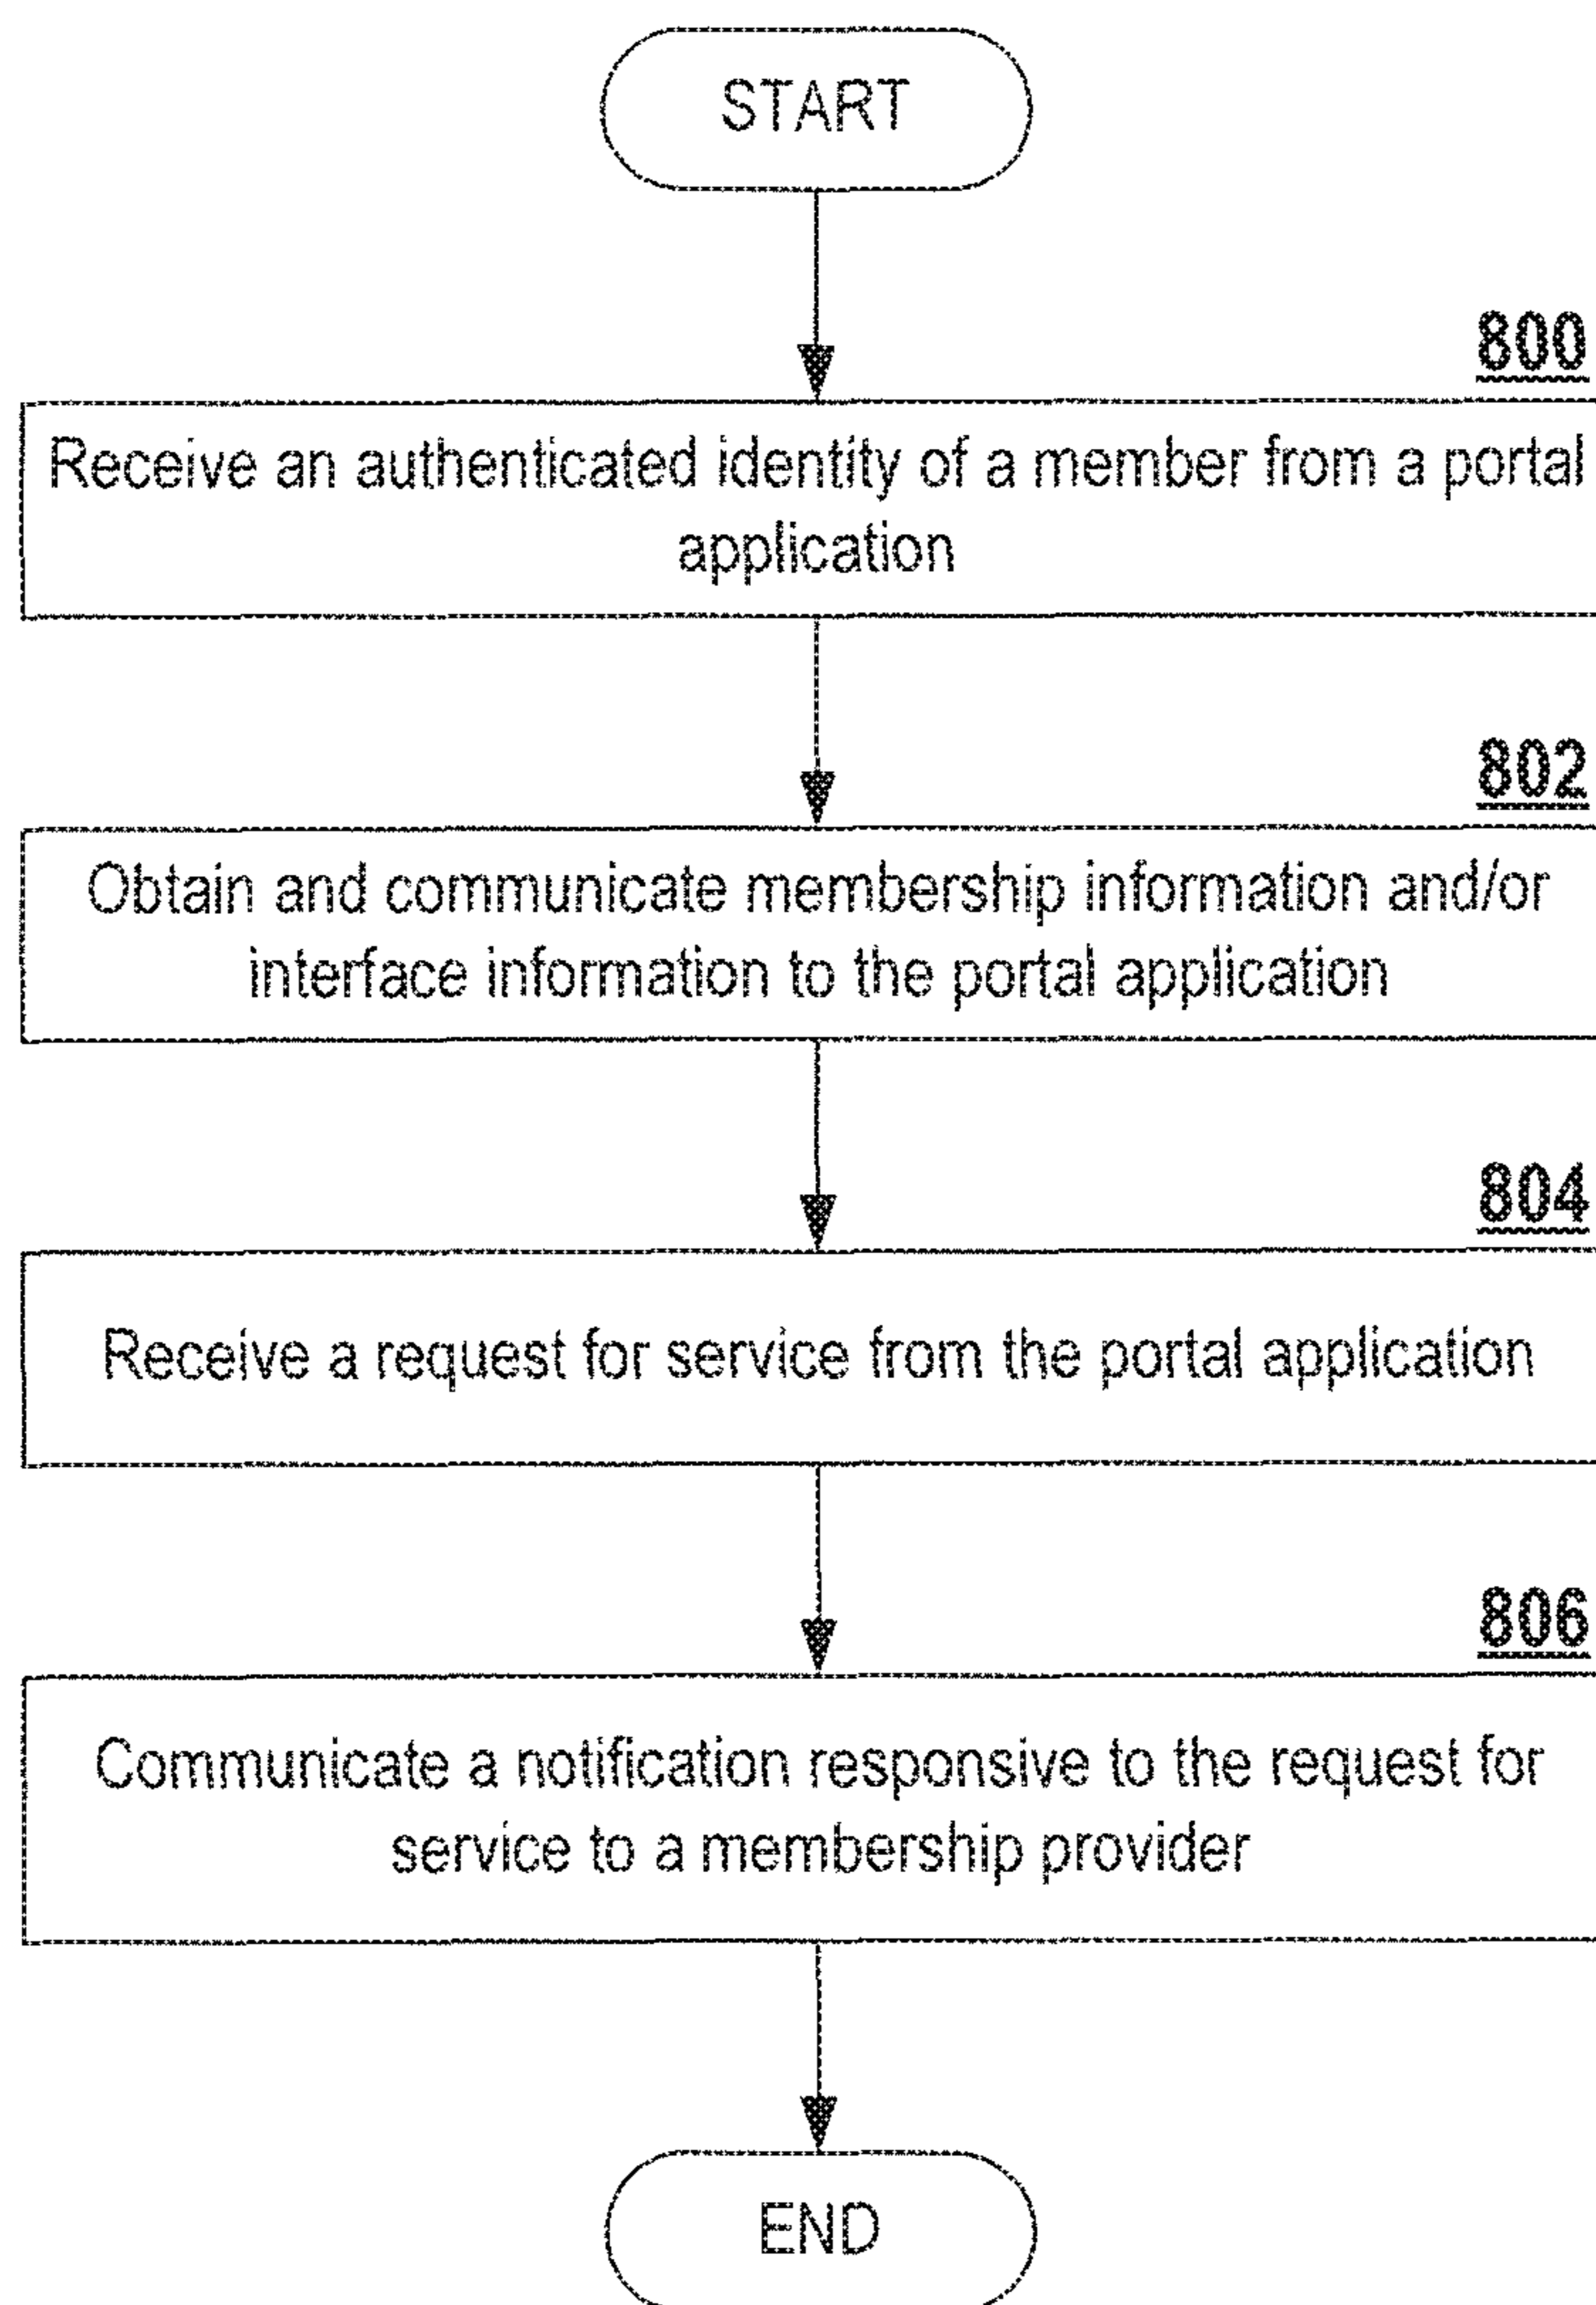 START
800
Receive an authenticated identity of a member from a portal
application
802
Obtain and communicate membership information and/or
interface information to the portal application
804
Receive a request for service from the portal application
806
Communicate a notification responsive to the request for
service to a membership provider
END